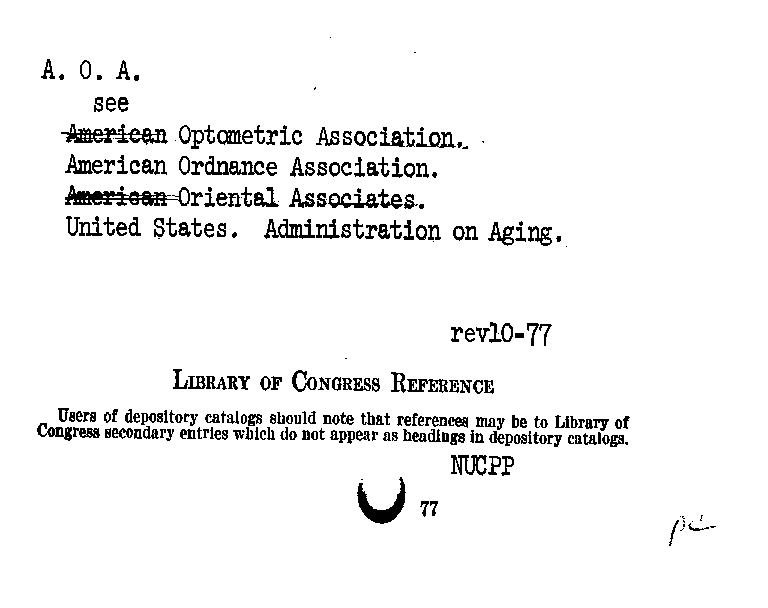 A. O. A.
see
American Optometric Association.
American Ordnance Association.
American Oriental Associates.
United States. Administration on Aging.
rev10-77
LIBRARY OF CONGRESS REFERENCE
Users of depository catalogs should note that references may be to Library of
Congress secondary entries which do not appear as headings in depository catalogs.
NUCPP
77